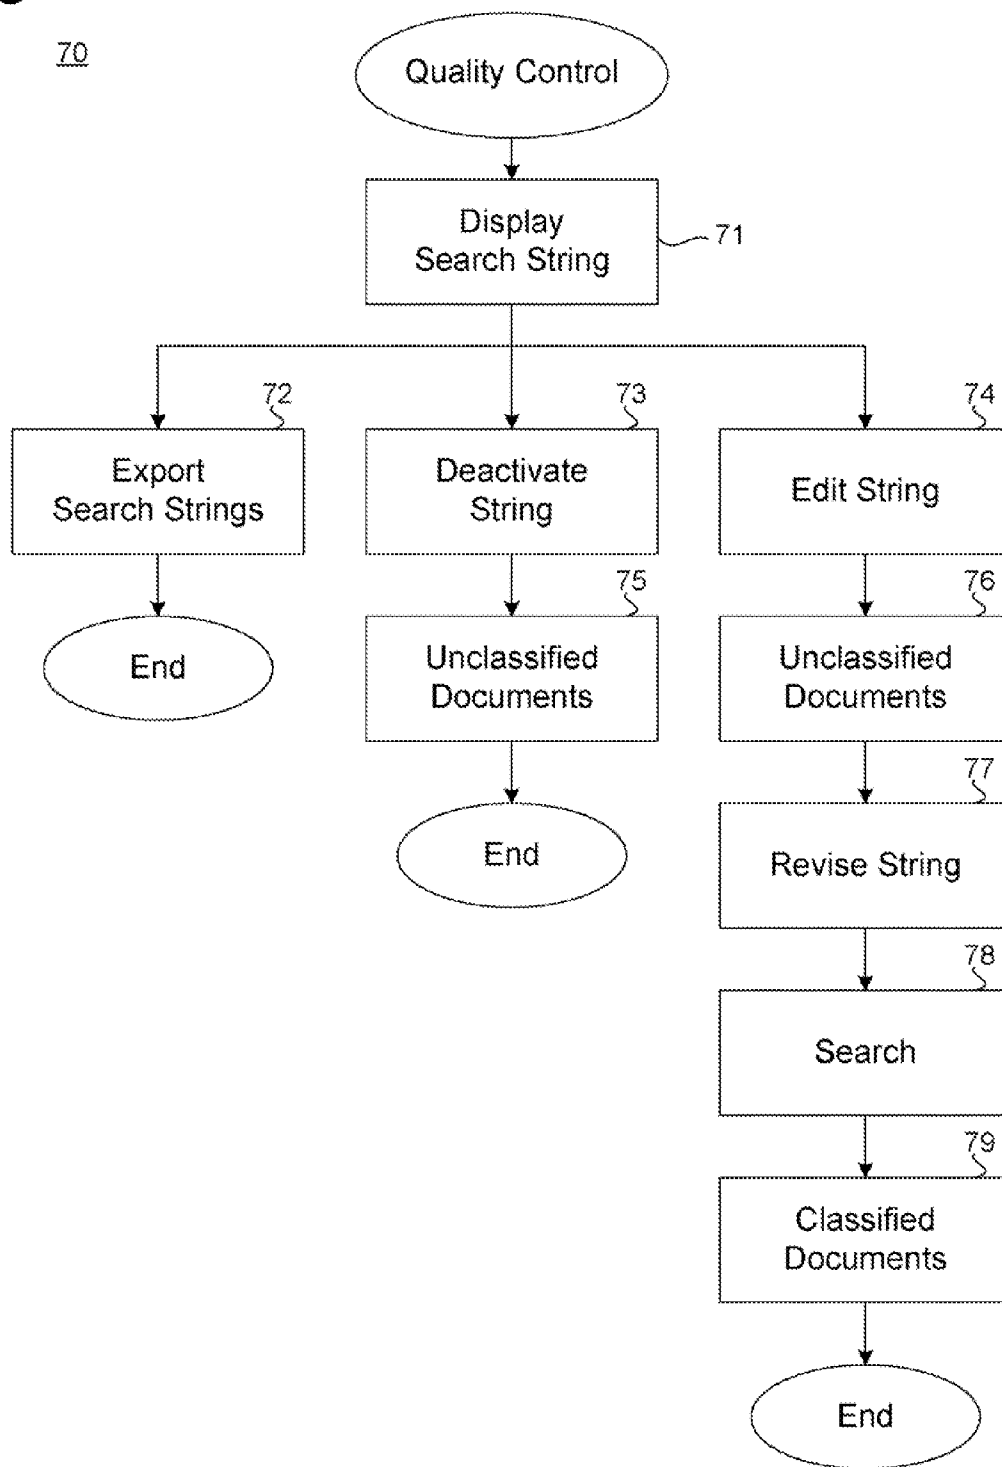 70
Quality Control
Display
Search String
71
72
73
74
Export
Search Strings
Deactivate
String
Edit String
75
76
End
Unclassified
Documents
Unclassified
Documents
77
End
Revise String
78
Search
79
Classified
Documents
End